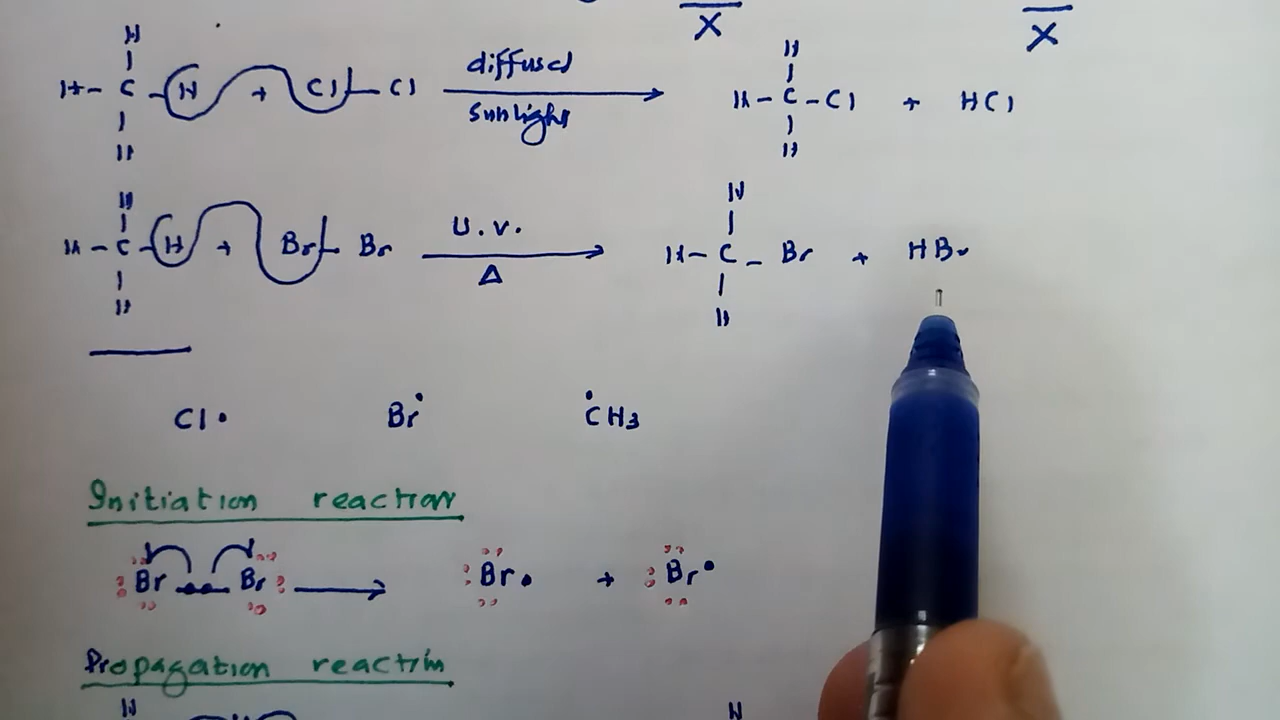 X X
H H
H - C - H + Cl - Cl diffused sunlight H - C - Cl + HCl
H H
H H
H - C - H + Br - Br U.V. Δ H - C - Br + HBr
H H
Cl• Br• •CH3
Initiation reaction
:Br — Br: → :Br• + :Br•
Propagation reaction
H H